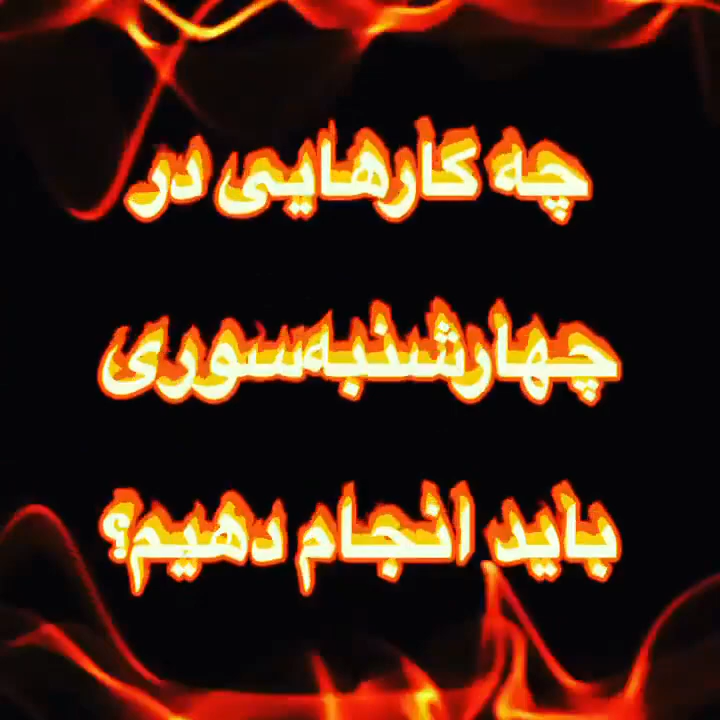 چه کارهایی در
چهارشنبه‌سوری
باید انجام دهیم؟